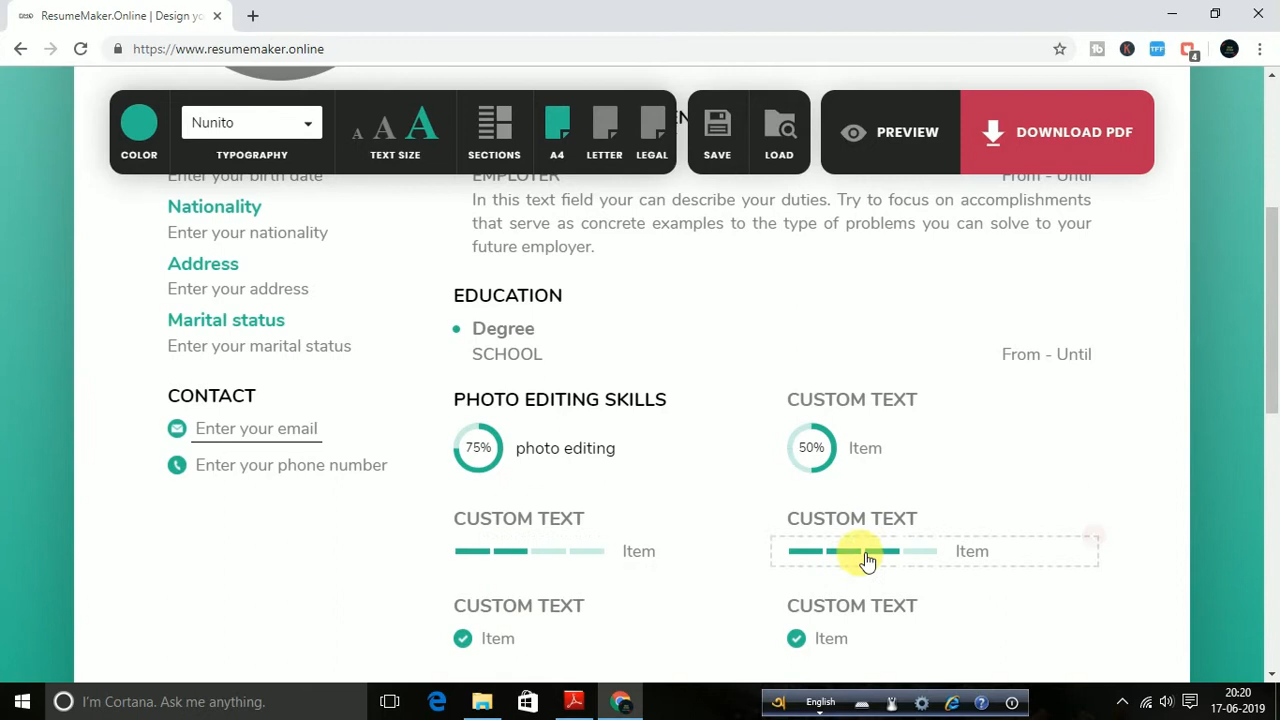 ResumeMaker.Online | Design yo
https://www.resumemaker.online
4
Nunito
COLOR
TYPOGRAPHY
A A A
TEXT SIZE
SECTIONS
A4
LETTER
LEGAL
SAVE
LOAD
PREVIEW
DOWNLOAD PDF
Enter your birth date
Nationality
Enter your nationality
Address
Enter your address
Marital status
Enter your marital status
CONTACT
Enter your email
Enter your phone number
EMPLOYER
From - Until
In this text field your can describe your duties. Try to focus on accomplishments
that serve as concrete examples to the type of problems you can solve to your
future employer.
EDUCATION
Degree
SCHOOL
From - Until
PHOTO EDITING SKILLS
75%
photo editing
CUSTOM TEXT
50%
Item
CUSTOM TEXT
Item
CUSTOM TEXT
Item
CUSTOM TEXT
Item
CUSTOM TEXT
Item
I'm Cortana. Ask me anything.
English
20:20
17-06-2019